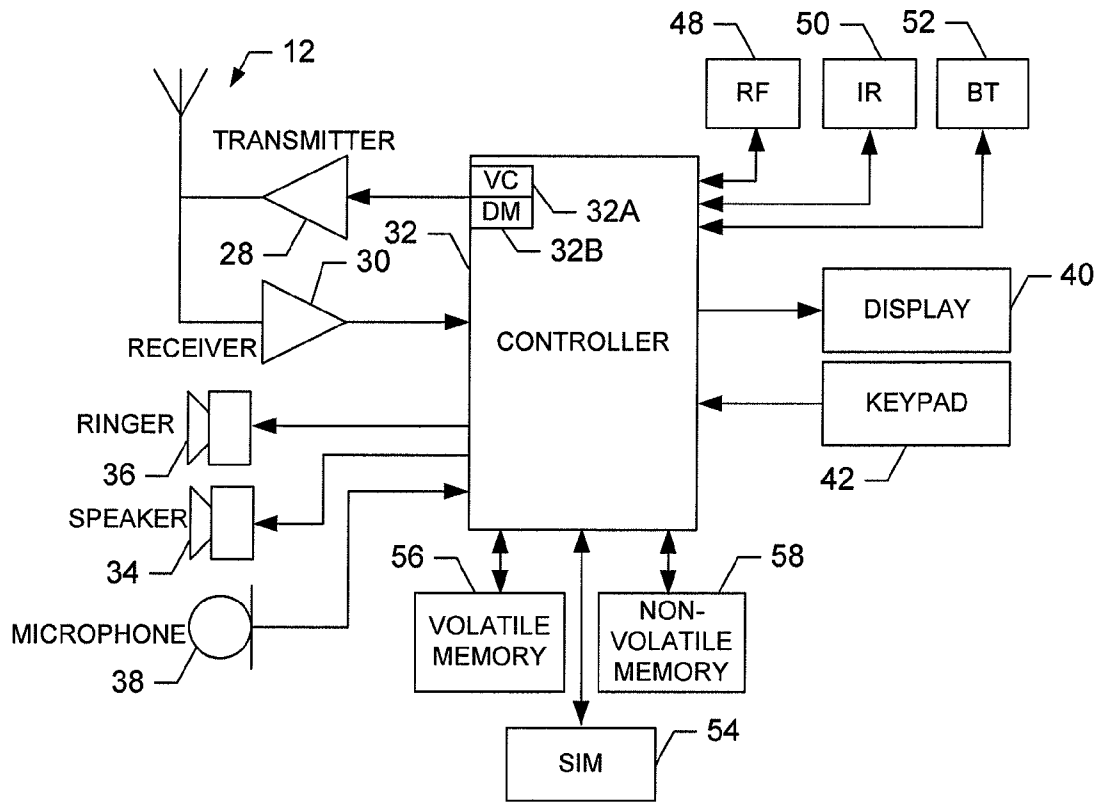 12
48
50
52
RF
IR
BT
TRANSMITTER
VC
DM
32A
32B
32
28
30
RECEIVER
CONTROLLER
DISPLAY
40
KEYPAD
42
RINGER
36
SPEAKER
34
MICROPHONE
38
56
VOLATILE
MEMORY
58
NON-
VOLATILE
MEMORY
SIM
54